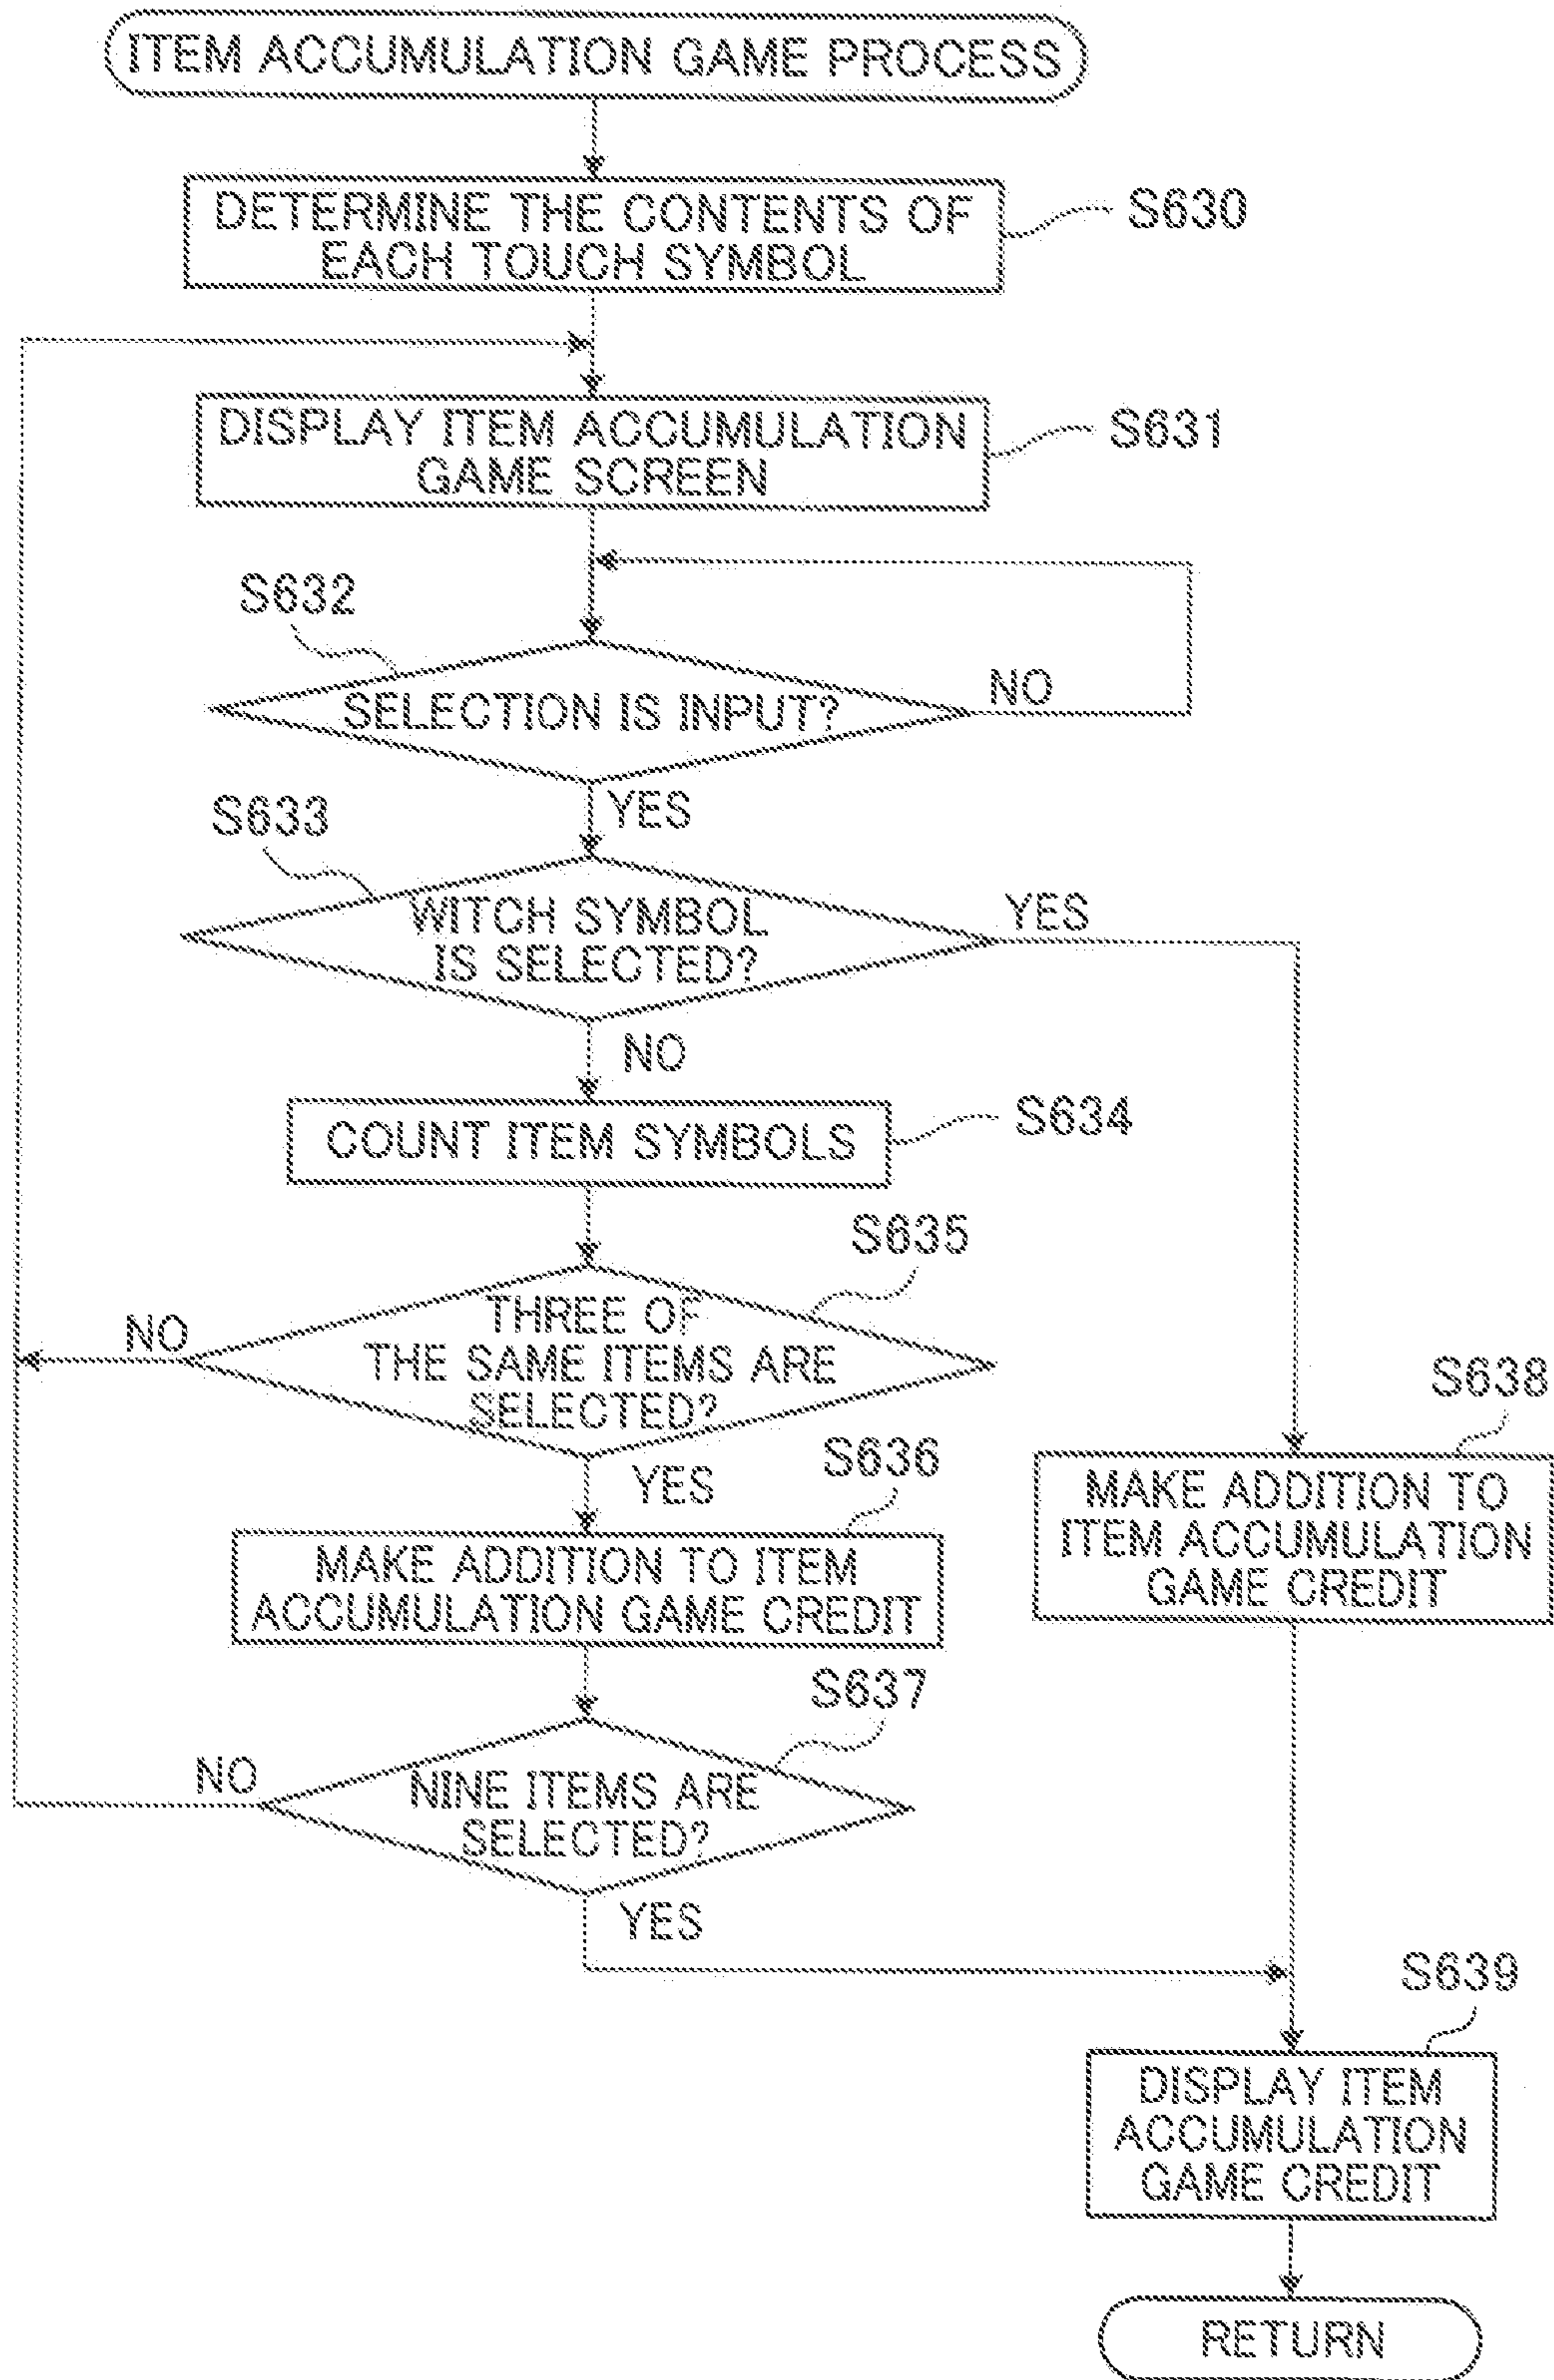 ITEM ACCUMULATION GAME PROCESS
DETERMINE THE CONTENTS OF
EACH TOUCH SYMBOL
S630
DISPLAY ITEM ACCUMULATION
GAME SCREEN
S631
S632
SELECTION IS INPUT?
NO
YES
S633
WITCH SYMBOL
IS SELECTED?
YES
NO
COUNT ITEM SYMBOLS
S634
S635
THREE OF
THE SAME ITEMS ARE
SELECTED?
NO
YES
S636
MAKE ADDITION TO ITEM
ACCUMULATION GAME CREDIT
S638
MAKE ADDITION TO
ITEM ACCUMULATION
GAME CREDIT
S637
NINE ITEMS ARE
SELECTED?
NO
YES
S639
DISPLAY ITEM
ACCUMULATION
GAME CREDIT
RETURN